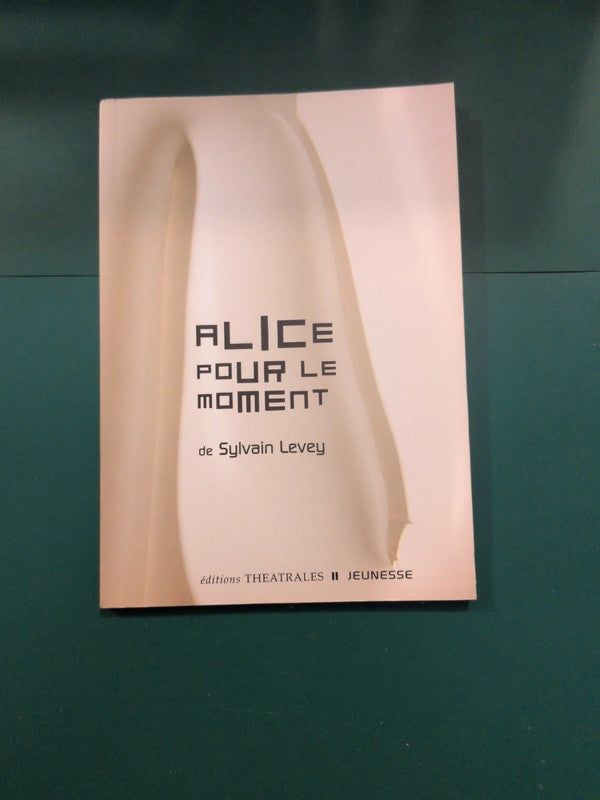 ALICE
POUR LE
MOMENT
de Sylvain Levey
éditions THEATRALES II JEUNESSE